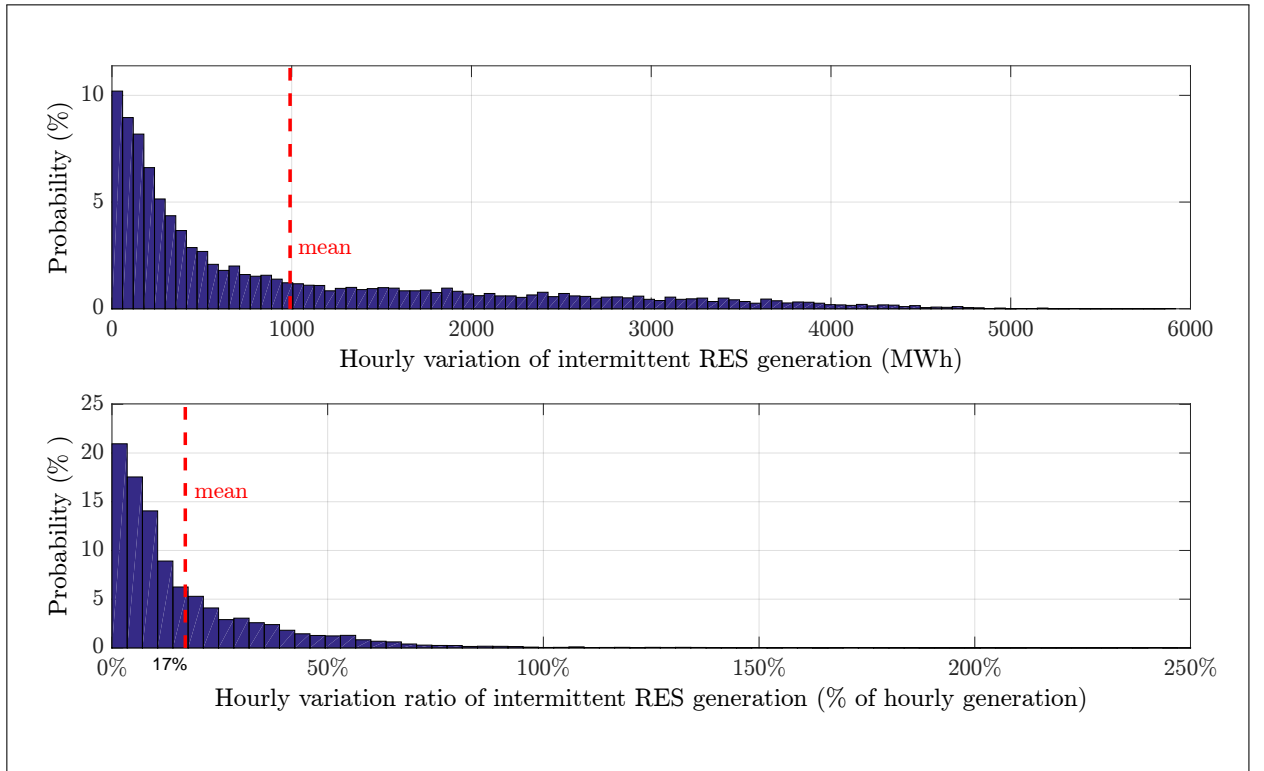 10
5
0
Probability (%)
mean
0 1000 2000 3000 4000 5000 6000
Hourly variation of intermittent RES generation (MWh)
25
20
15
10
5
0
Probability (% )
mean
0% 17% 50% 100% 150% 200% 250%
Hourly variation ratio of intermittent RES generation (% of hourly generation)